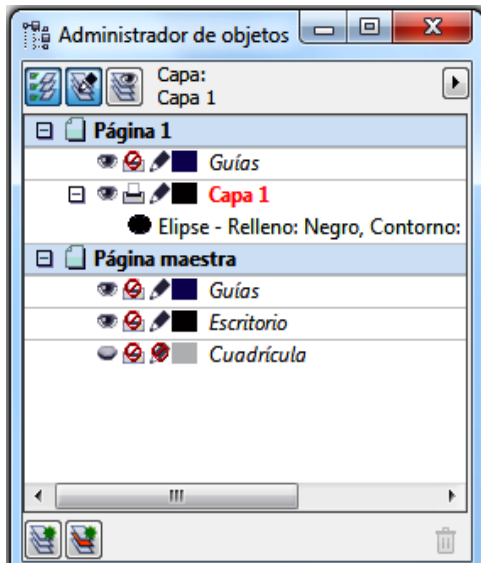 Administrador de objetos
Capa:
Capa 1
Página 1
Guías
Capa 1
Elipse - Relleno: Negro, Contorno:
Página maestra
Guías
Escritorio
Cuadrícula